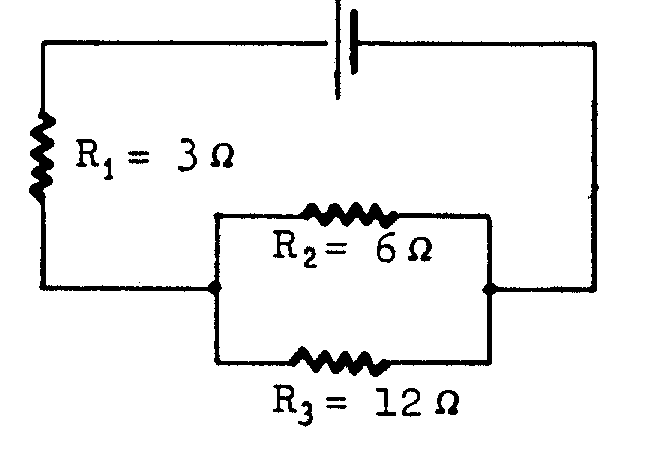 R₁ = 3 Ω
R₂ = 6 Ω
R₃ = 12 Ω